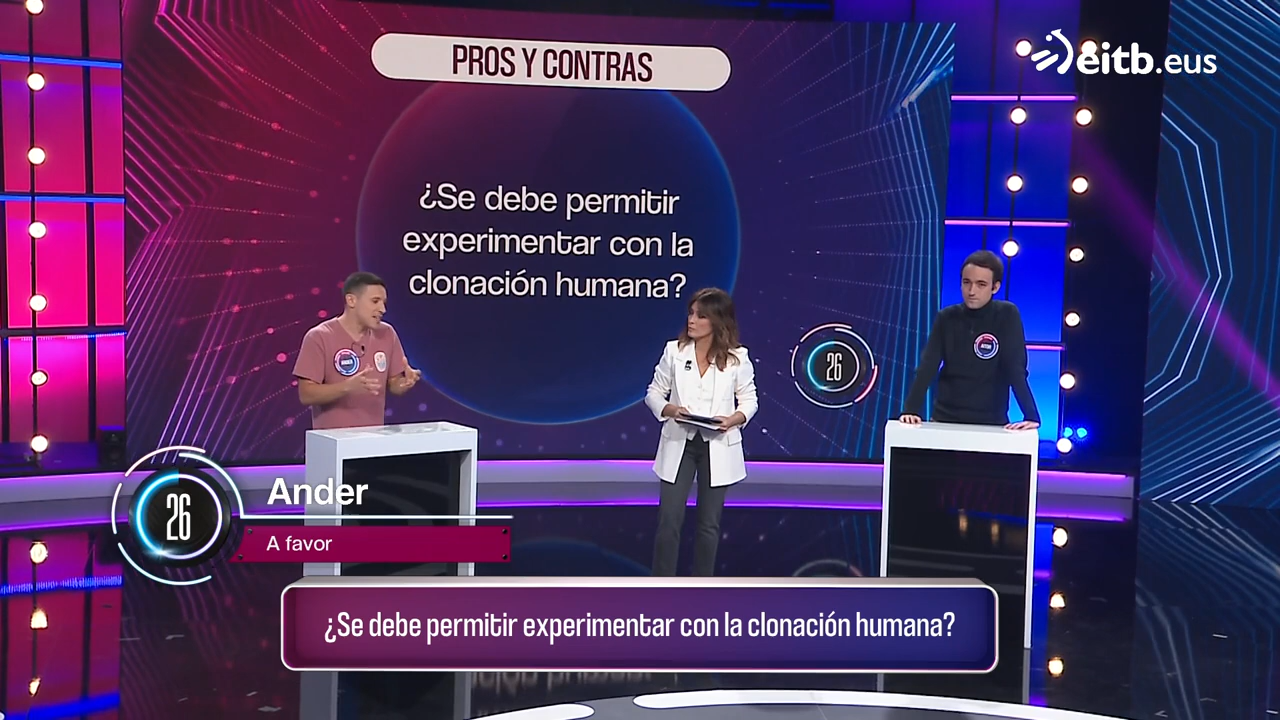 PROS Y CONTRAS
eitb.eus
¿Se debe permitir
experimentar con la
clonación humana?
26
26
Ander
A favor
¿Se debe permitir experimentar con la clonación humana?